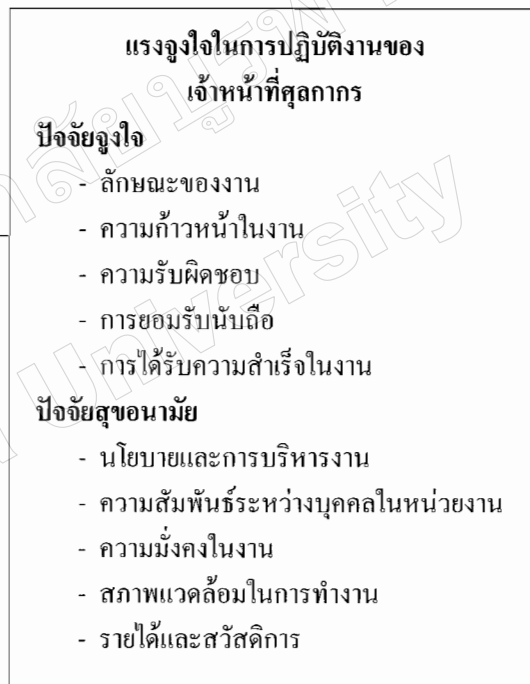 แรงจูงใจในการปฏิบัติงานของ
เจ้าหน้าที่ศุลกากร
ปัจจัยจูงใจ
- ลักษณะของงาน
- ความก้าวหน้าในงาน
- ความรับผิดชอบ
- การยอมรับนับถือ
- การได้รับความสำเร็จในงาน
ปัจจัยสุขอนามัย
- นโยบายและการบริหารงาน
- ความสัมพันธ์ระหว่างบุคคลในหน่วยงาน
- ความมั่งคงในงาน
- สภาพแวดล้อมในการทำงาน
- รายได้และสวัสดิการ
University